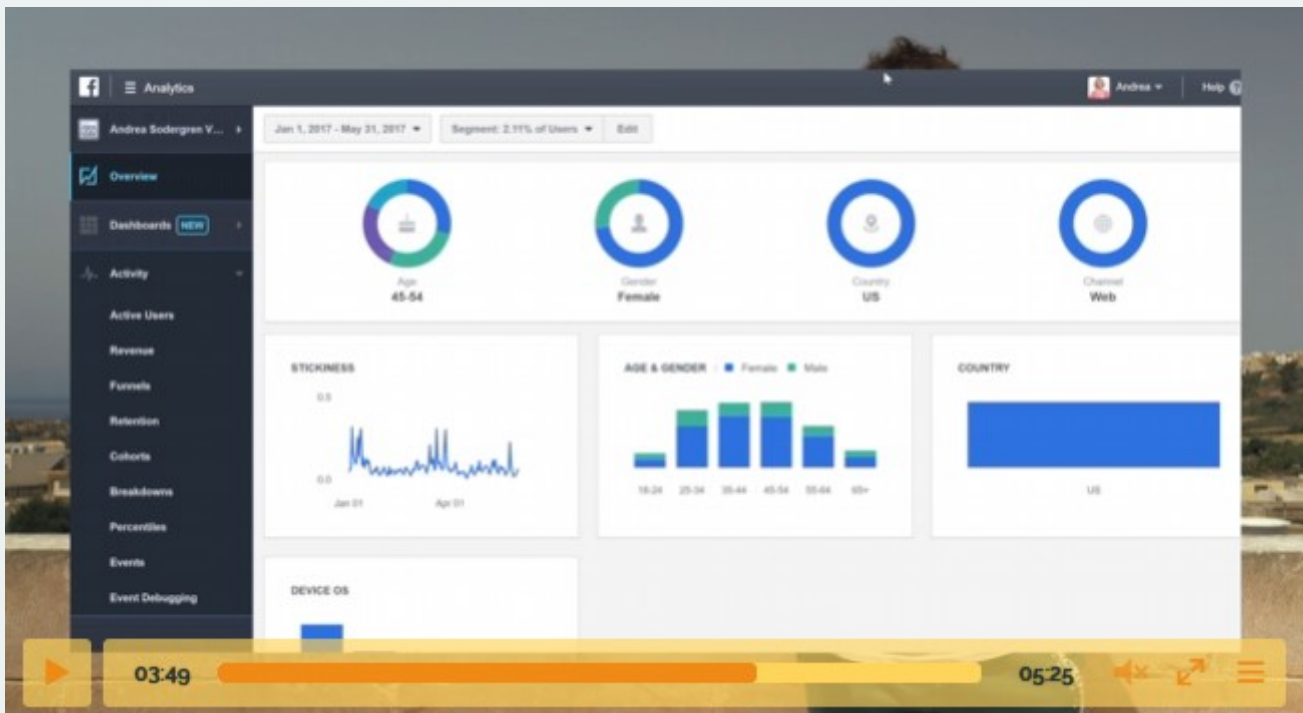 f Analytics Andrea Help ?
Andrea Sodergren V... Jan 1, 2017 - May 31, 2017 Segment: 2.11% of Users Edit
Overview
Dashboards NEW
Activity
Active Users
Revenue
Funnels
Retention
Cohorts
Breakdowns
Percentiles
Events
Event Debugging
Age
45-54
Gender
Female
Country
US
Channel
Web
STICKINESS
0.5
0.0
Jan 01 Apr 01
AGE & GENDER Female Male
18-24 25-34 35-44 45-54 55-64 65+
COUNTRY
US
DEVICE OS
03:49 05:25